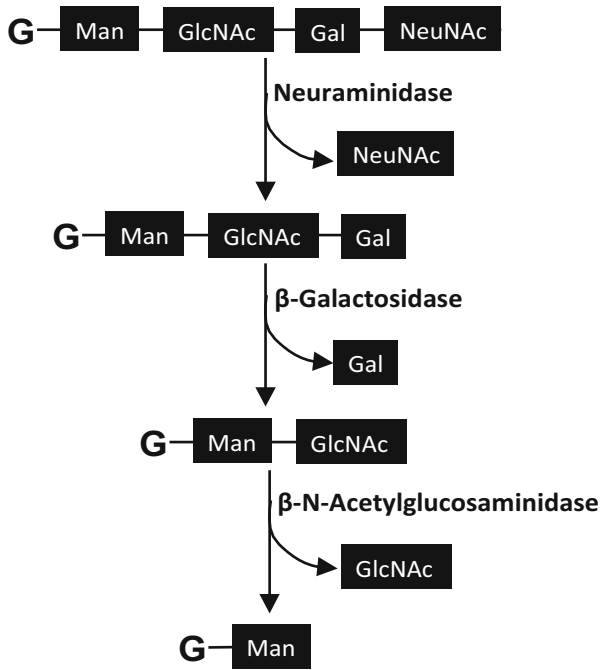 G Man GlcNAc Gal NeuNAc
Neuraminidase
NeuNAc
G Man GlcNAc Gal
β-Galactosidase
Gal
G Man GlcNAc
β-N-Acetylglucosaminidase
GlcNAc
G Man